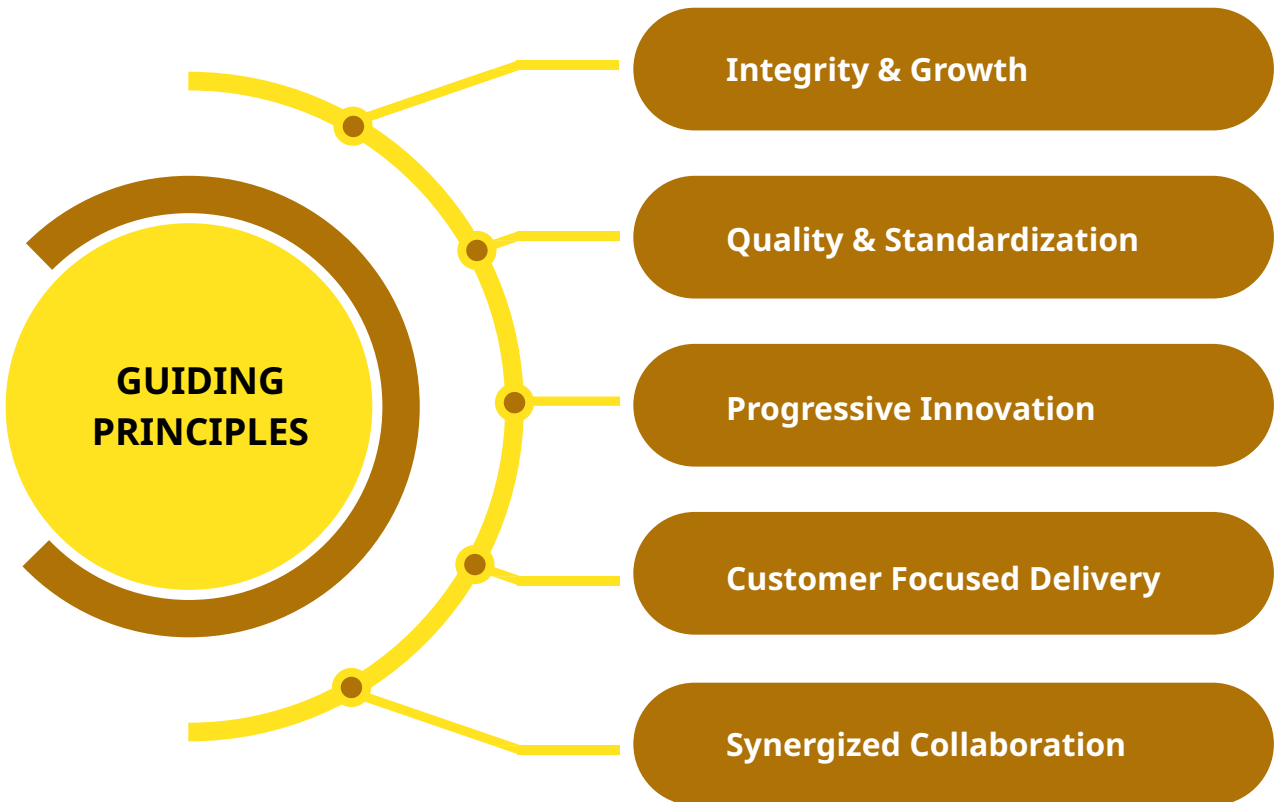 GUIDING
PRINCIPLES
Integrity & Growth
Quality & Standardization
Progressive Innovation
Customer Focused Delivery
Synergized Collaboration